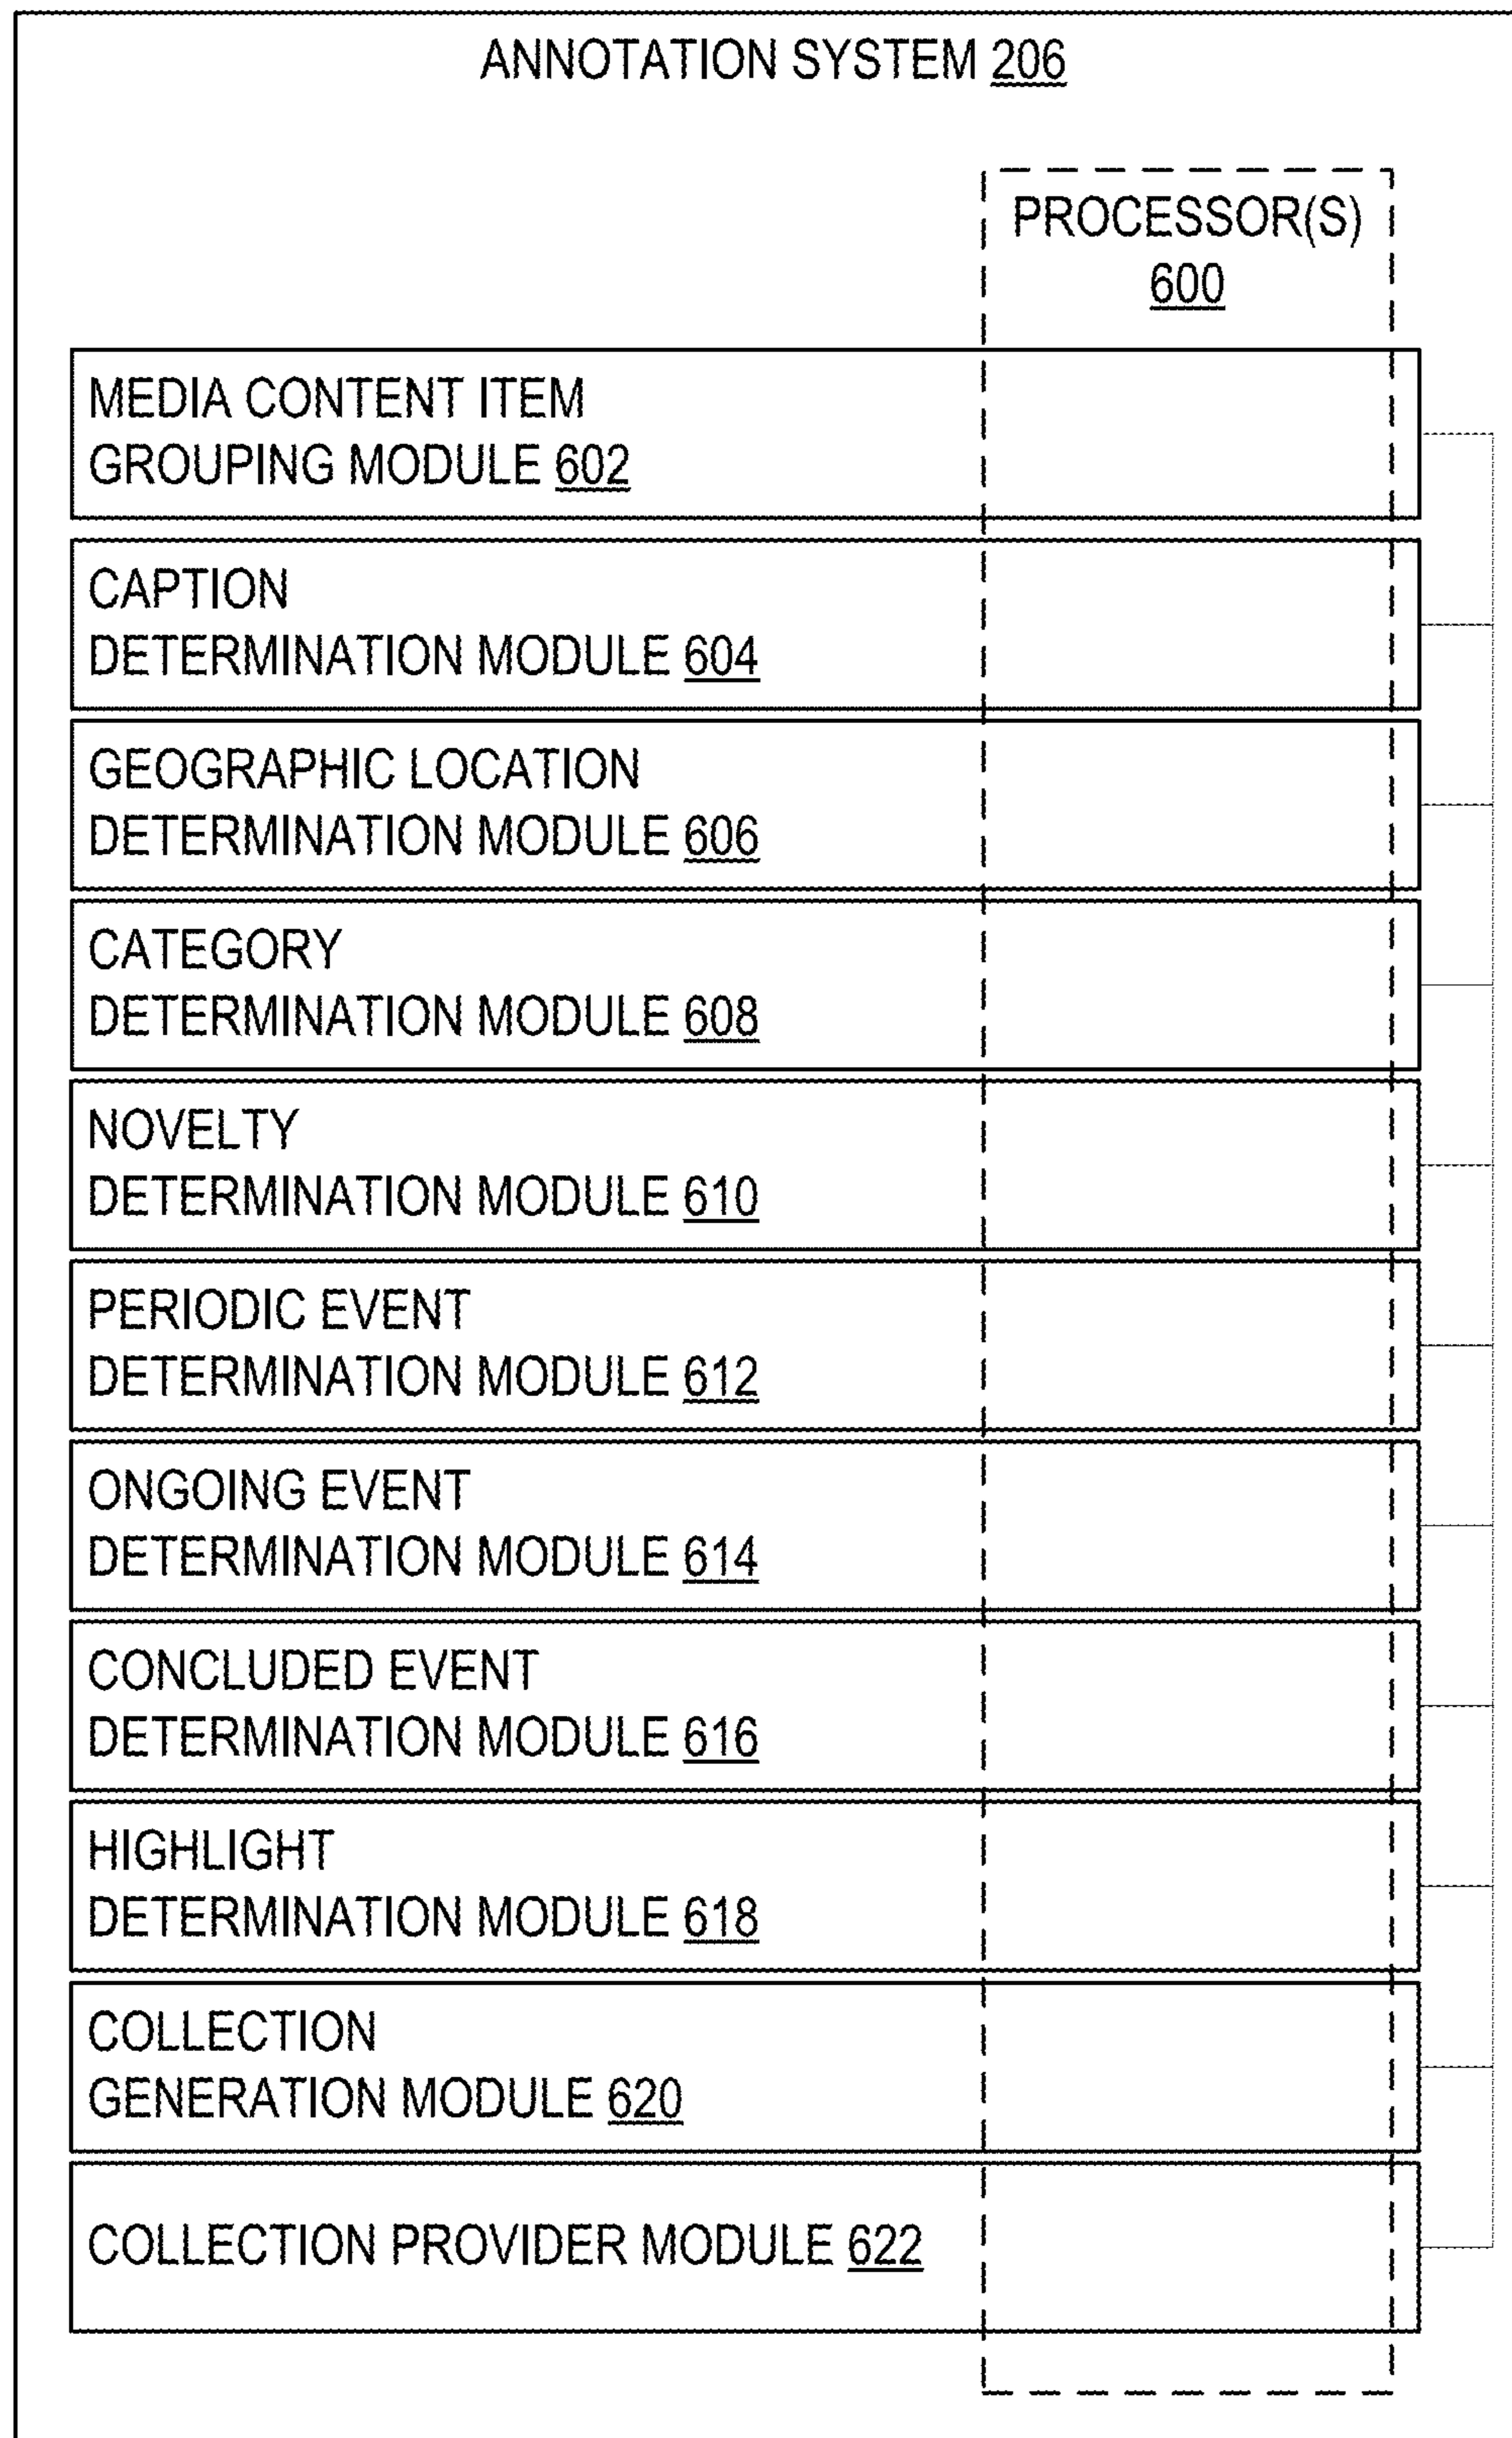 ANNOTATION SYSTEM 206
PROCESSOR(S)
600
MEDIA CONTENT ITEM
GROUPING MODULE 602
CAPTION
DETERMINATION MODULE 604
GEOGRAPHIC LOCATION
DETERMINATION MODULE 606
CATEGORY
DETERMINATION MODULE 608
NOVELTY
DETERMINATION MODULE 610
PERIODIC EVENT
DETERMINATION MODULE 612
ONGOING EVENT
DETERMINATION MODULE 614
CONCLUDED EVENT
DETERMINATION MODULE 616
HIGHLIGHT
DETERMINATION MODULE 618
COLLECTION
GENERATION MODULE 620
COLLECTION PROVIDER MODULE 622